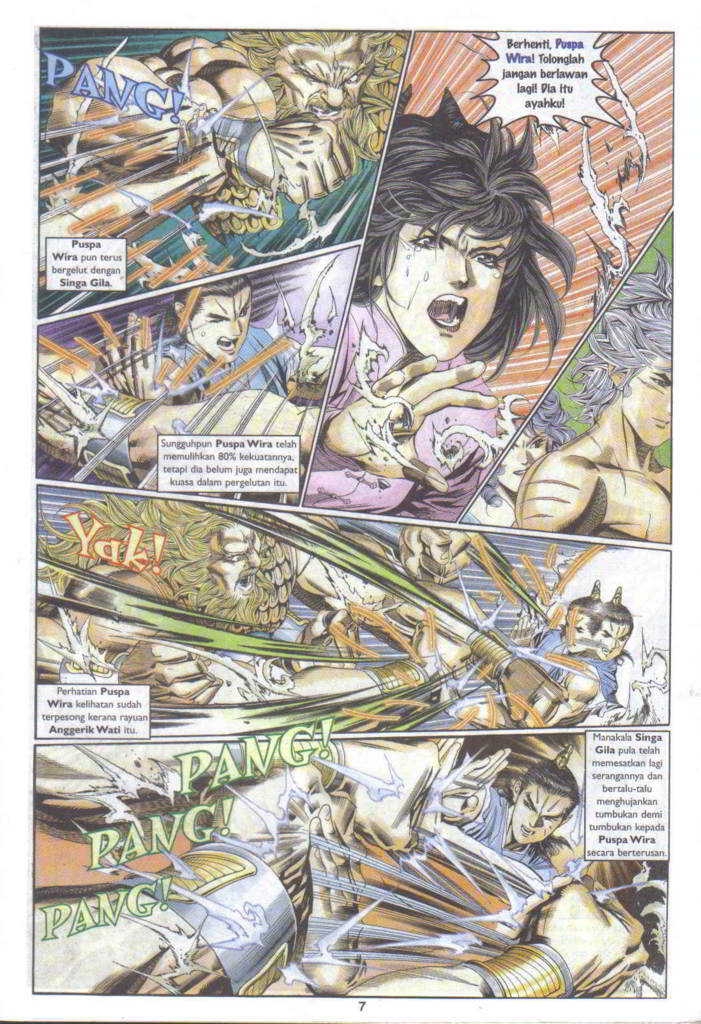 PANG!
Puspa
Wira pun terus
bergelut dengan
Singa Gila.
Berhenti, Puspa
Wira! Tolonglah
jangan berlawan
lagi! Dia itu
ayahku!
Sungguhpun Puspa Wira telah
memulihkan 80% kekuatannya,
tetapi dia belum juga mendapat
kuasa dalam pergelutan itu.
Yak!
Perhatian Puspa
Wira kelihatan sudah
terpesong kerana rayuan
Anggerik Wati itu.
PANG!
PANG!
PANG!
Manakala Singa
Gila pula telah
memesatkan lagi
serangannya dan
bertalu-talu
menghujankan
tumbukan demi
tumbukan kepada
Puspa Wira
secara berterusan.
7